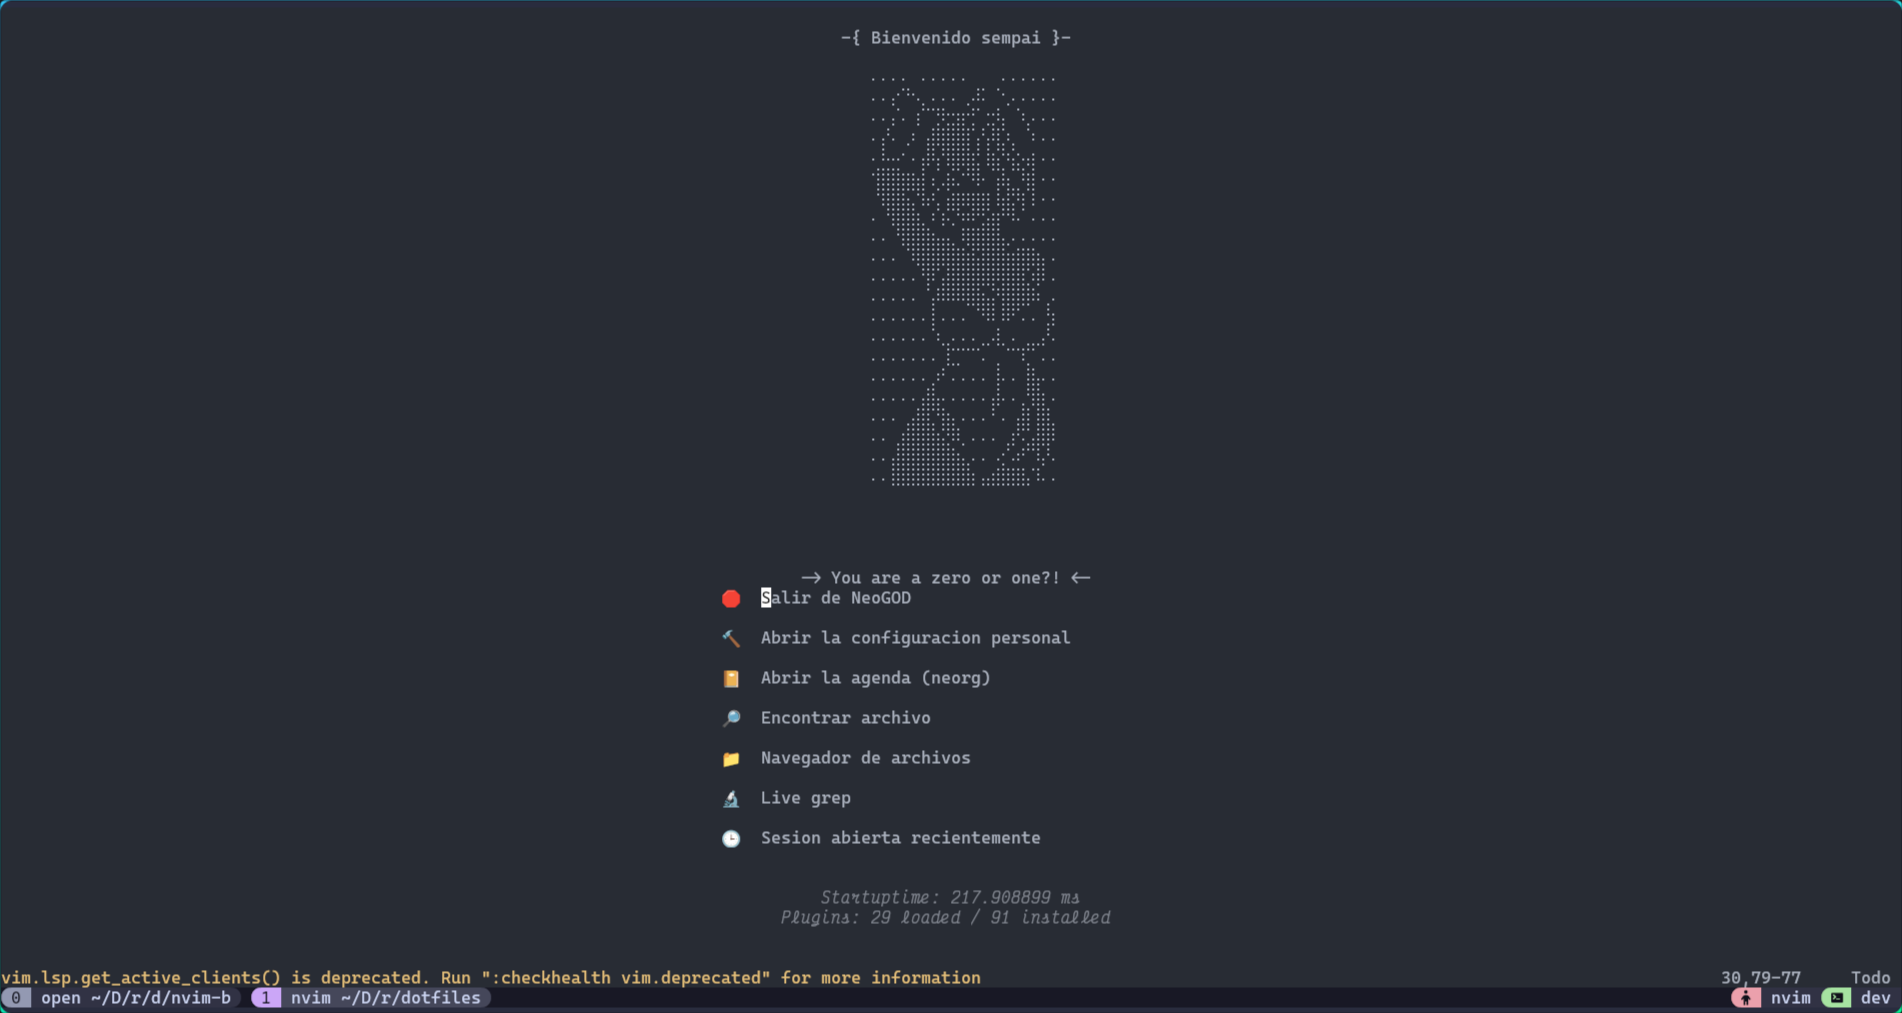 -{ Bienvenido sempai }-
—> You are a zero or one?! <—
Salir de NeoGOD
Abrir la configuracion personal
Abrir la agenda (neorg)
Encontrar archivo
Navegador de archivos
Live grep
Sesion abierta recientemente
Startuptime: 217.908899 ms
Plugins: 29 loaded / 91 installed
vim.lsp.get_active_clients() is deprecated. Run ":checkhealth vim.deprecated" for more information
30,79-77 Todo
0 open ~/D/r/d/nvim-b 1 nvim ~/D/r/dotfiles nvim dev